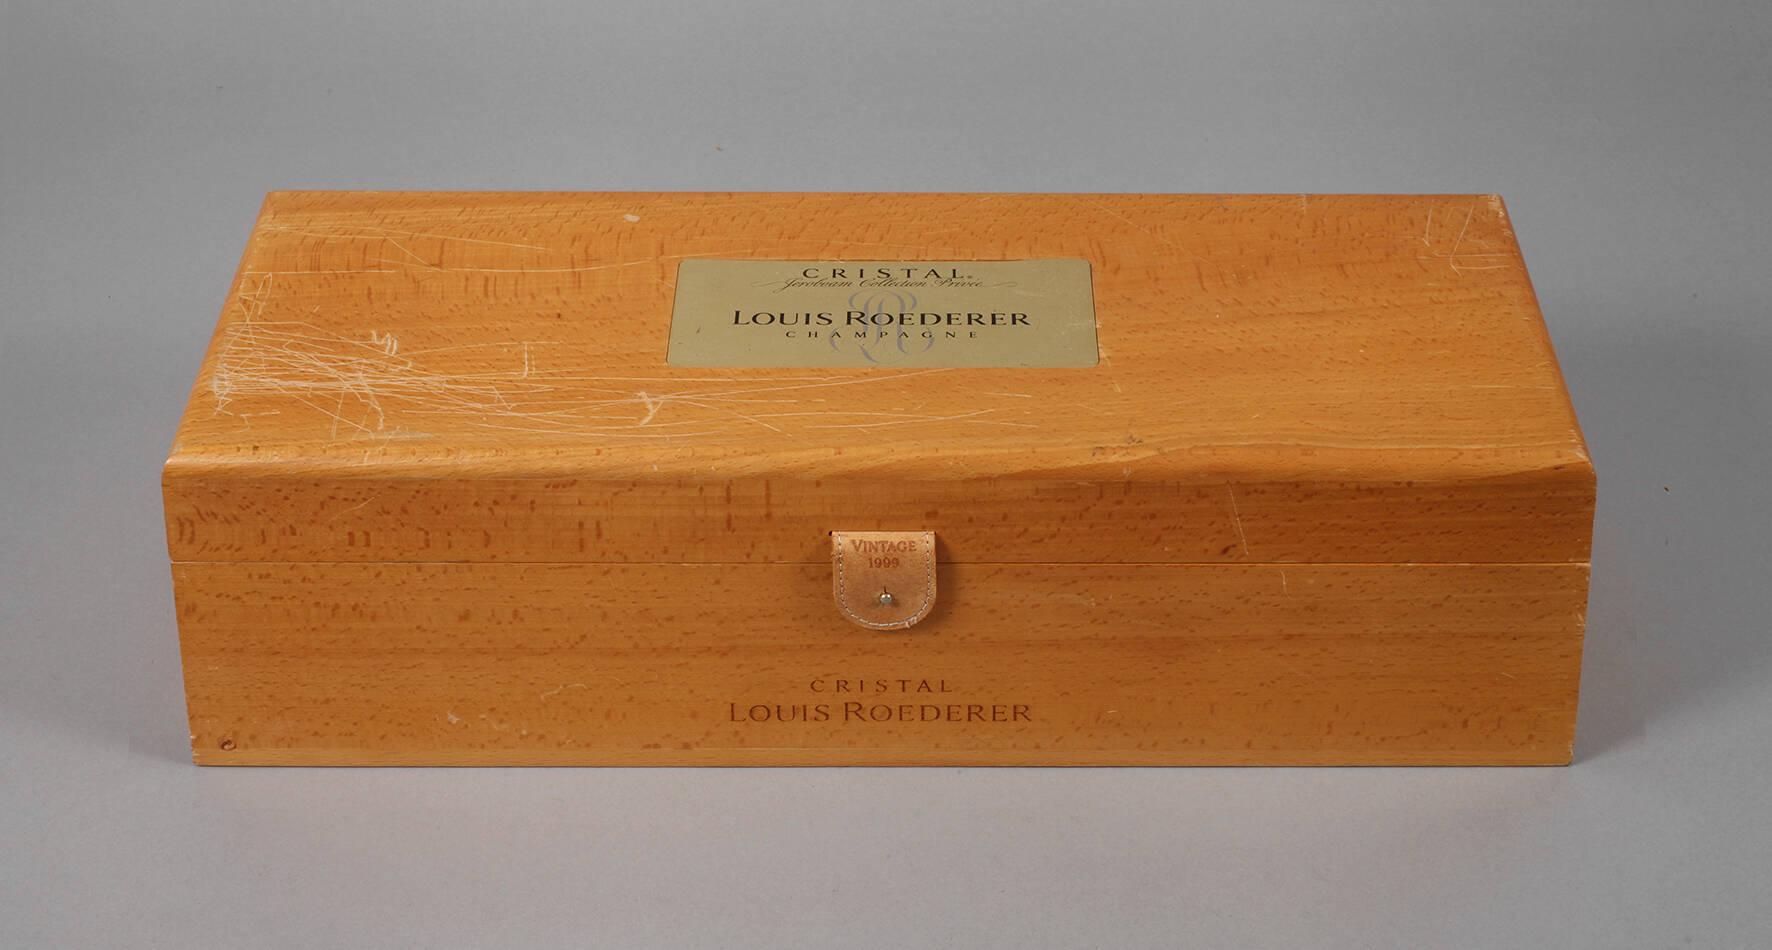 CRISTAL®
Jeroboam Collection Privée
LOUIS ROEDERER
CHAMPAGNE
VINTAGE
1999
CRISTAL
LOUIS ROEDERER